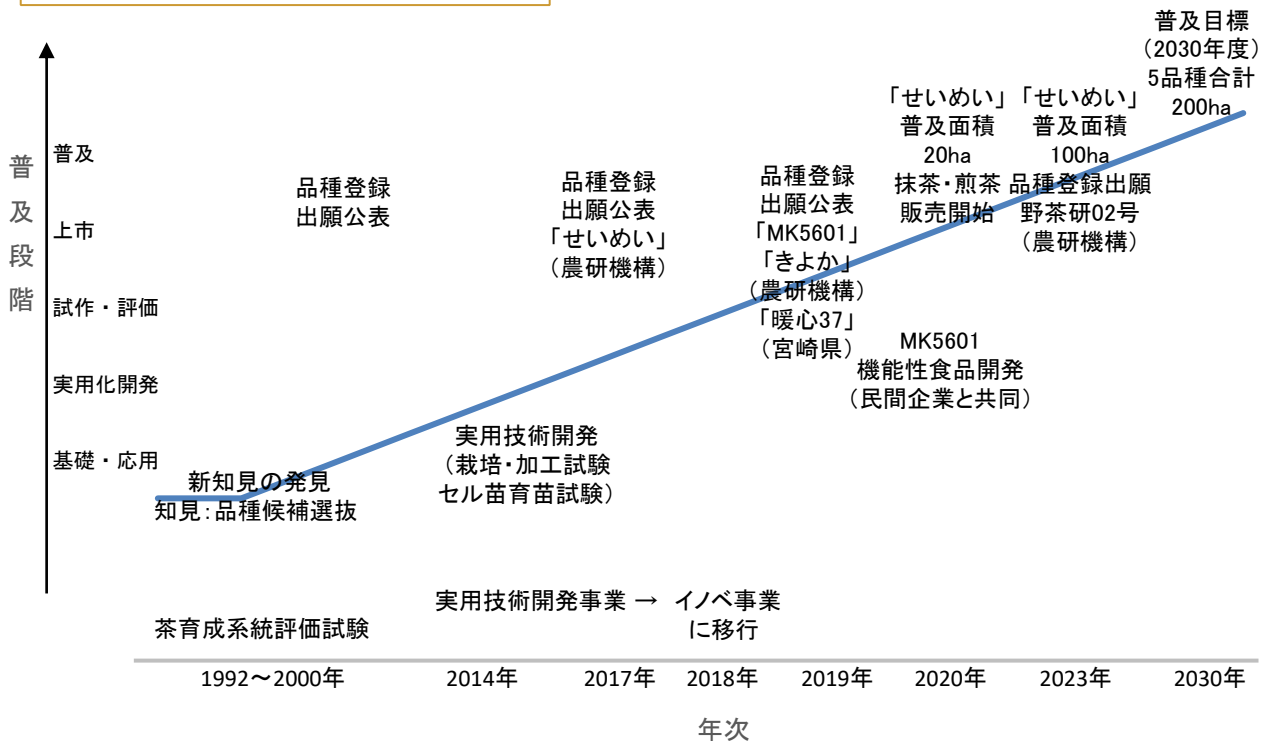 普及目標
(2030年度)
5品種合計
200ha
「せいめい」
普及面積
20ha
抹茶・煎茶
販売開始
「せいめい」
普及面積
100ha
品種登録出願
野茶研02号
(農研機構)
品種登録
出願公表
品種登録
出願公表
「せいめい」
(農研機構)
品種登録
出願公表
「MK5601」
「きよか」
(農研機構)
「暖心37」
(宮崎県)
MK5601
機能性食品開発
(民間企業と共同)
普及段階
普及
上市
試作・評価
実用化開発
基礎・応用
新知見の発見
知見:品種候補選抜
実用技術開発
(栽培・加工試験
セル苗育苗試験)
茶育成系統評価試験
実用技術開発事業 → イノベ事業
に移行
1992~2000年
2014年
2017年
2018年
2019年
2020年
2023年
2030年
年次